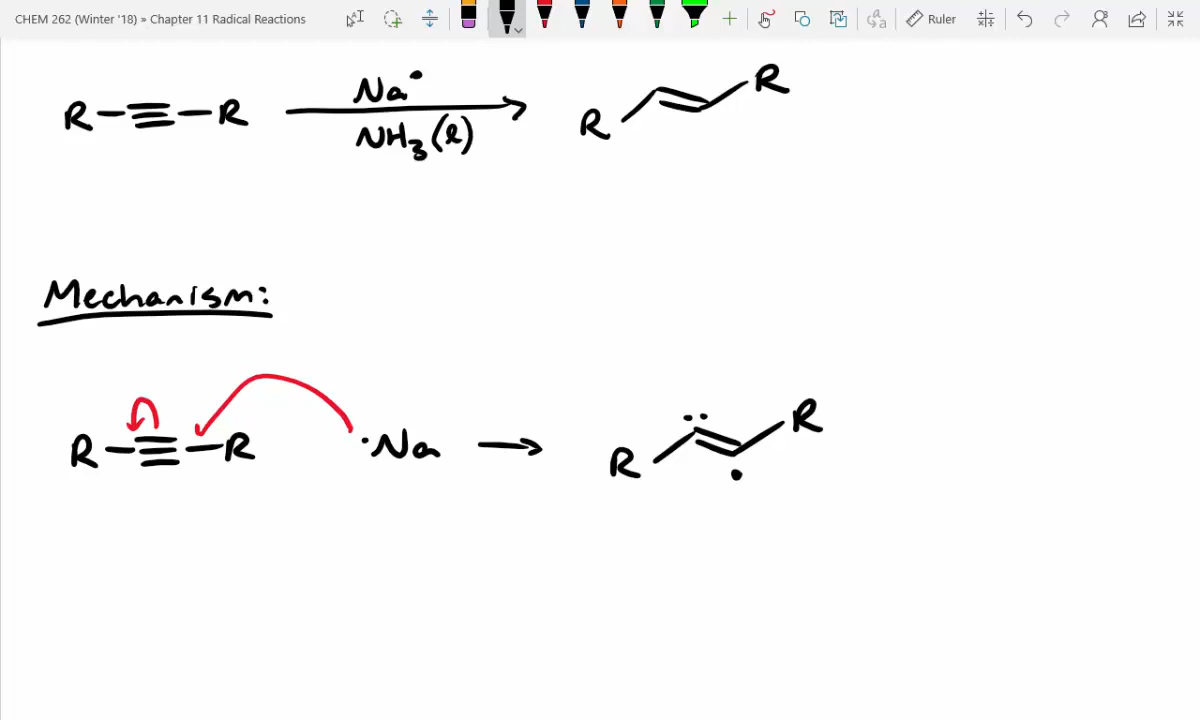 CHEM 262 (Winter '18) » Chapter 11 Radical Reactions
Ruler
R-≡-R Na• NH₃(l) → R R
Mechanism:
R-≡-R ·Na → R •• • R